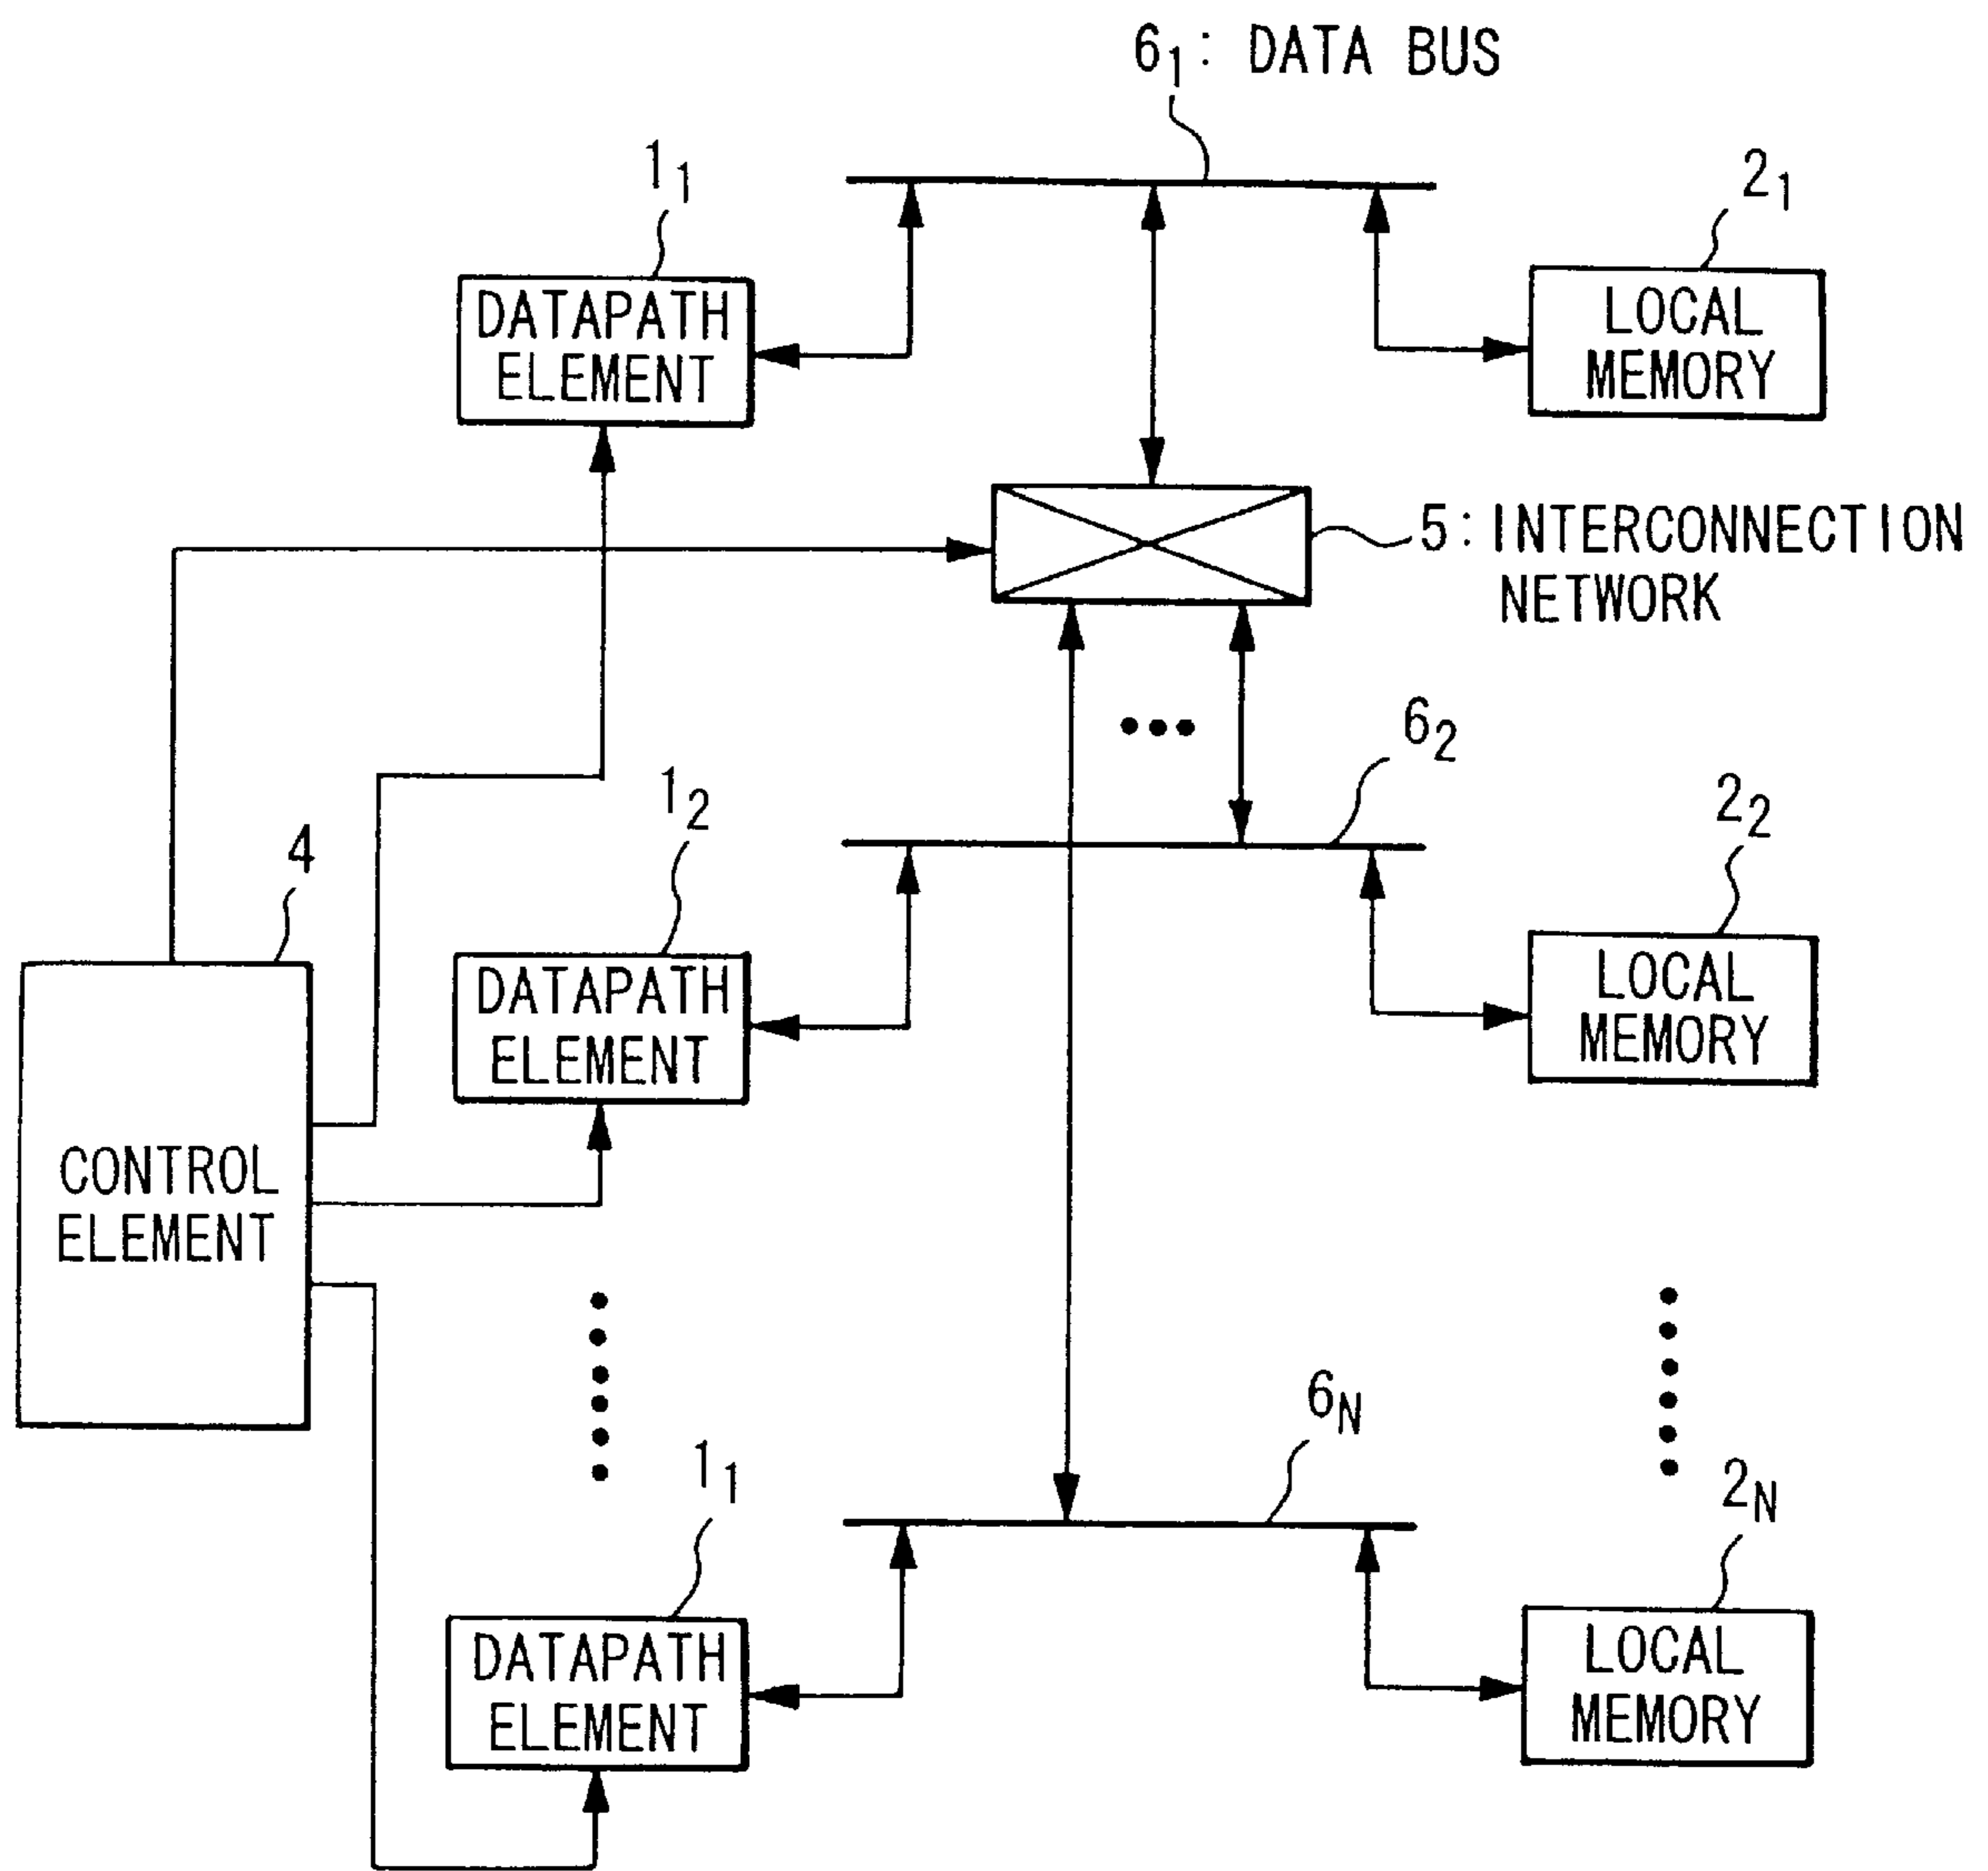 6₁: DATA BUS
1₁
2₁
DATAPATH
ELEMENT
LOCAL
MEMORY
5: INTERCONNECTION
NETWORK
6₂
1₂
2₂
4
DATAPATH
ELEMENT
LOCAL
MEMORY
CONTROL
ELEMENT
6N
1₁
2N
DATAPATH
ELEMENT
LOCAL
MEMORY